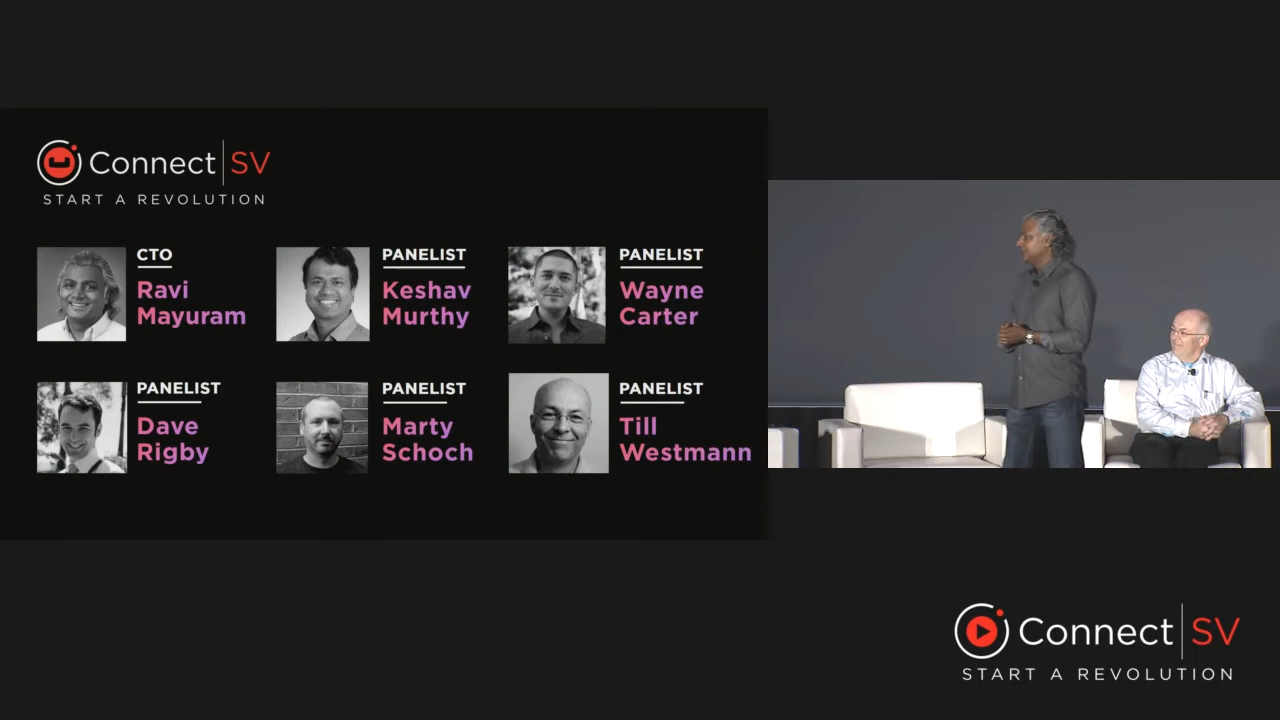 Connect|SV
START A REVOLUTION
CTO
Ravi
Mayuram
PANELIST
Keshav
Murthy
PANELIST
Wayne
Carter
PANELIST
Dave
Rigby
PANELIST
Marty
Schoch
PANELIST
Till
Westmann
Connect|SV
START A REVOLUTION